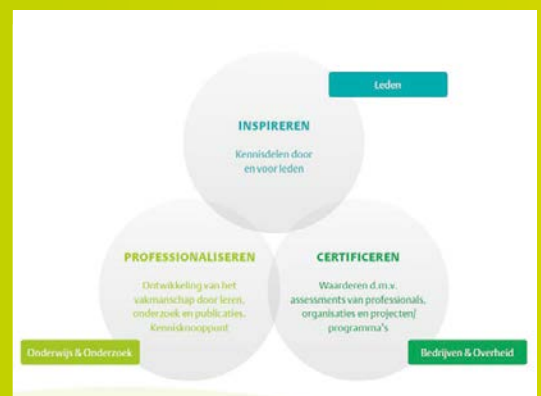 Leden
INSPIREREN
Kennisdelen door
en voor leden
PROFESSIONALISEREN
Ontwikkeling van het
vakmanschap door leren,
onderzoek en publicaties.
Kennisknooppunt
Onderwijs & Onderzoek
CERTIFICEREN
Waarderen d.m.v.
assessments van professionals,
organisaties en projecten/
programma's
Bedrijven & Overheid